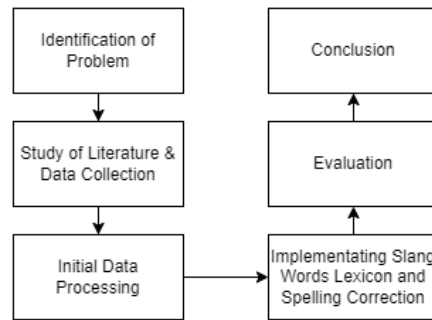 Identification of
Problem
Study of Literature &
Data Collection
Initial Data
Processing
Implementating Slang
Words Lexicon and
Spelling Correction
Evaluation
Conclusion